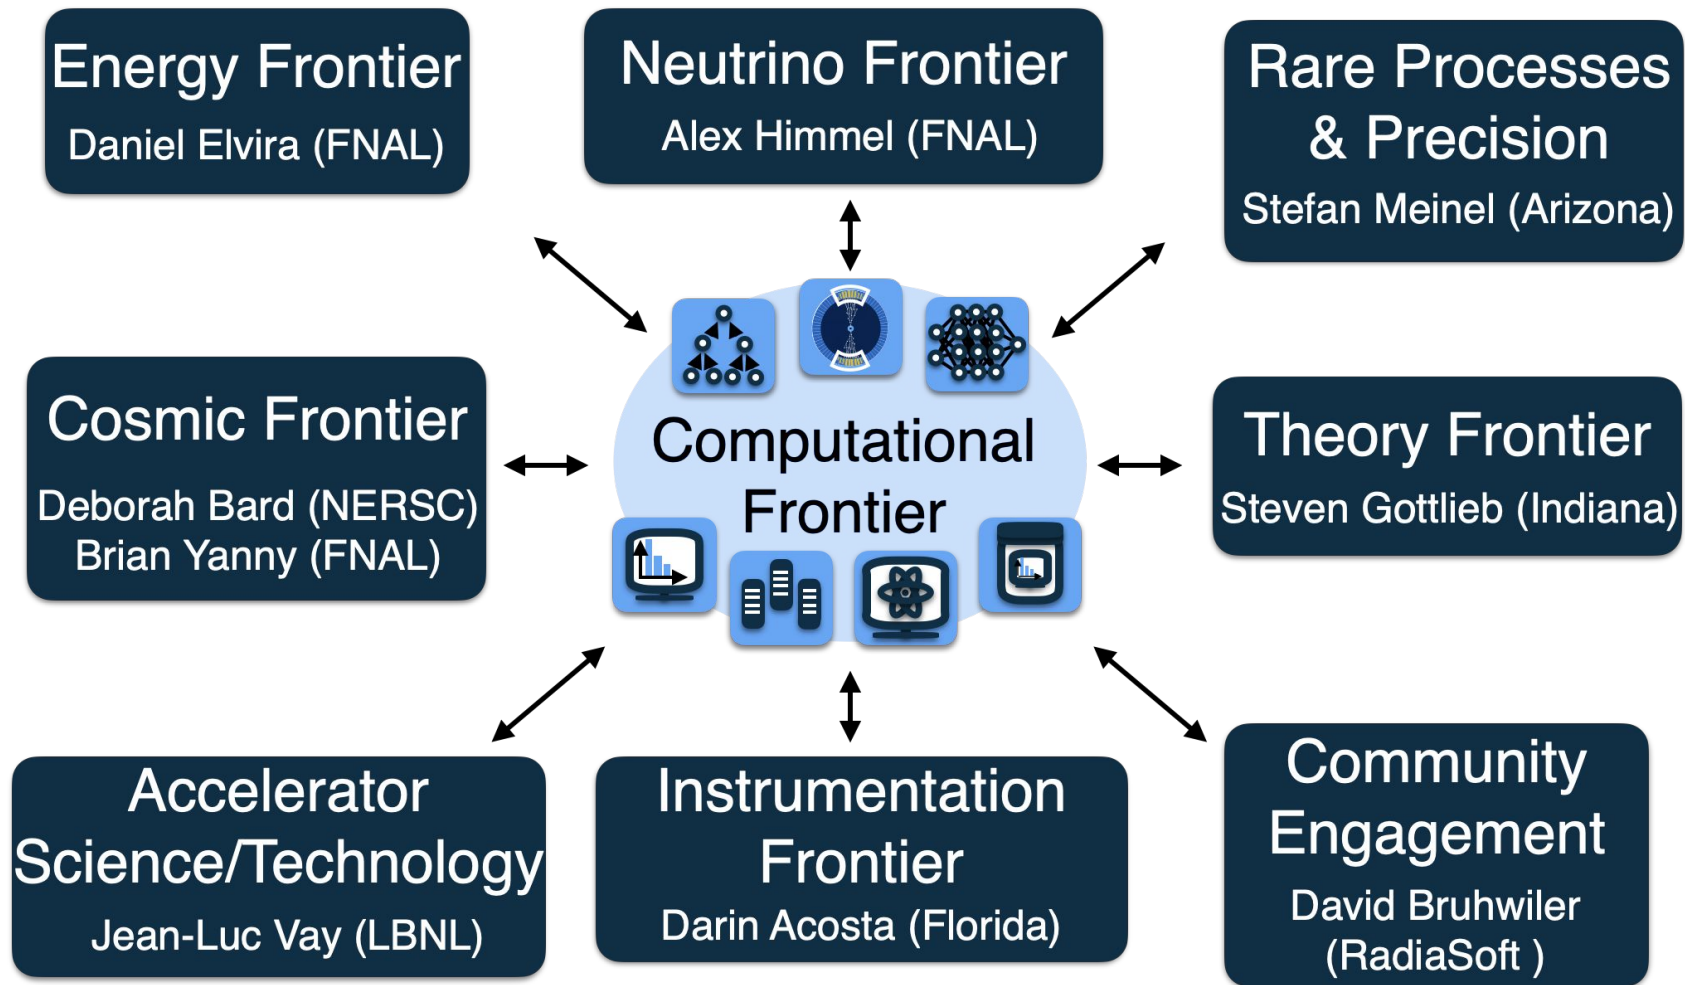 Energy Frontier
Daniel Elvira (FNAL)
Neutrino Frontier
Alex Himmel (FNAL)
Rare Processes
& Precision
Stefan Meinel (Arizona)
Cosmic Frontier
Deborah Bard (NERSC)
Brian Yanny (FNAL)
Computational
Frontier
Theory Frontier
Steven Gottlieb (Indiana)
Accelerator
Science/Technology
Jean-Luc Vay (LBNL)
Instrumentation
Frontier
Darin Acosta (Florida)
Community
Engagement
David Bruhwiler
(RadiaSoft )